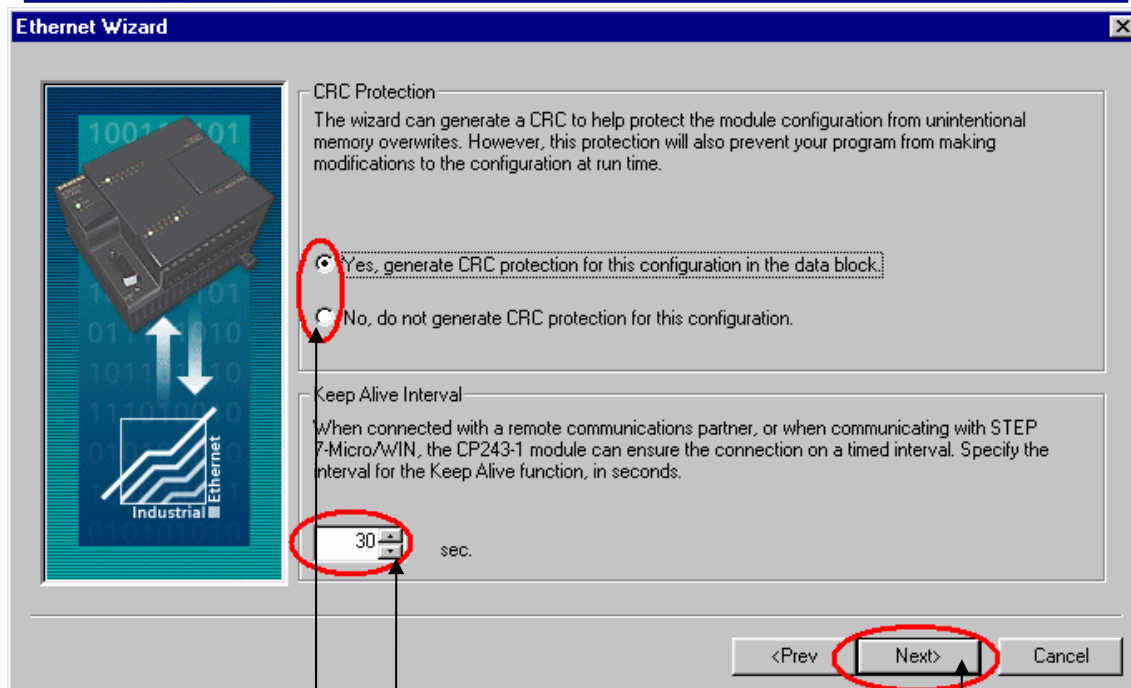 Ethernet Wizard
CRC Protection
The wizard can generate a CRC to help protect the module configuration from unintentional
memory overwrites. However, this protection will also prevent your program from making
modifications to the configuration at run time.
Yes, generate CRC protection for this configuration in the data block.
No, do not generate CRC protection for this configuration.
Keep Alive Interval
When connected with a remote communications partner, or when communicating with STEP
7-Micro/WIN, the CP243-1 module can ensure the connection on a timed interval. Specify the
interval for the Keep Alive function, in seconds.
30
sec.
Industrial
Ethernet
<Prev
Next>
Cancel